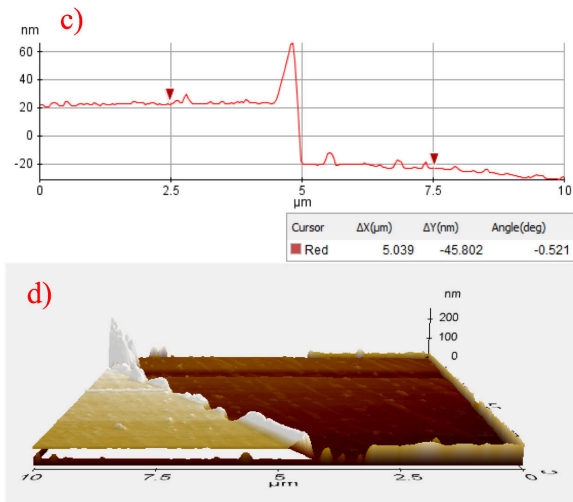 c)
nm
60
40
20
0
-20
0 2.5 5 7.5 10
µm
Cursor ΔX(µm) ΔY(nm) Angle(deg)
Red 5.039 -45.802 -0.521
d)
nm
200
100
0
10 7.5 5 2.5 0
µm